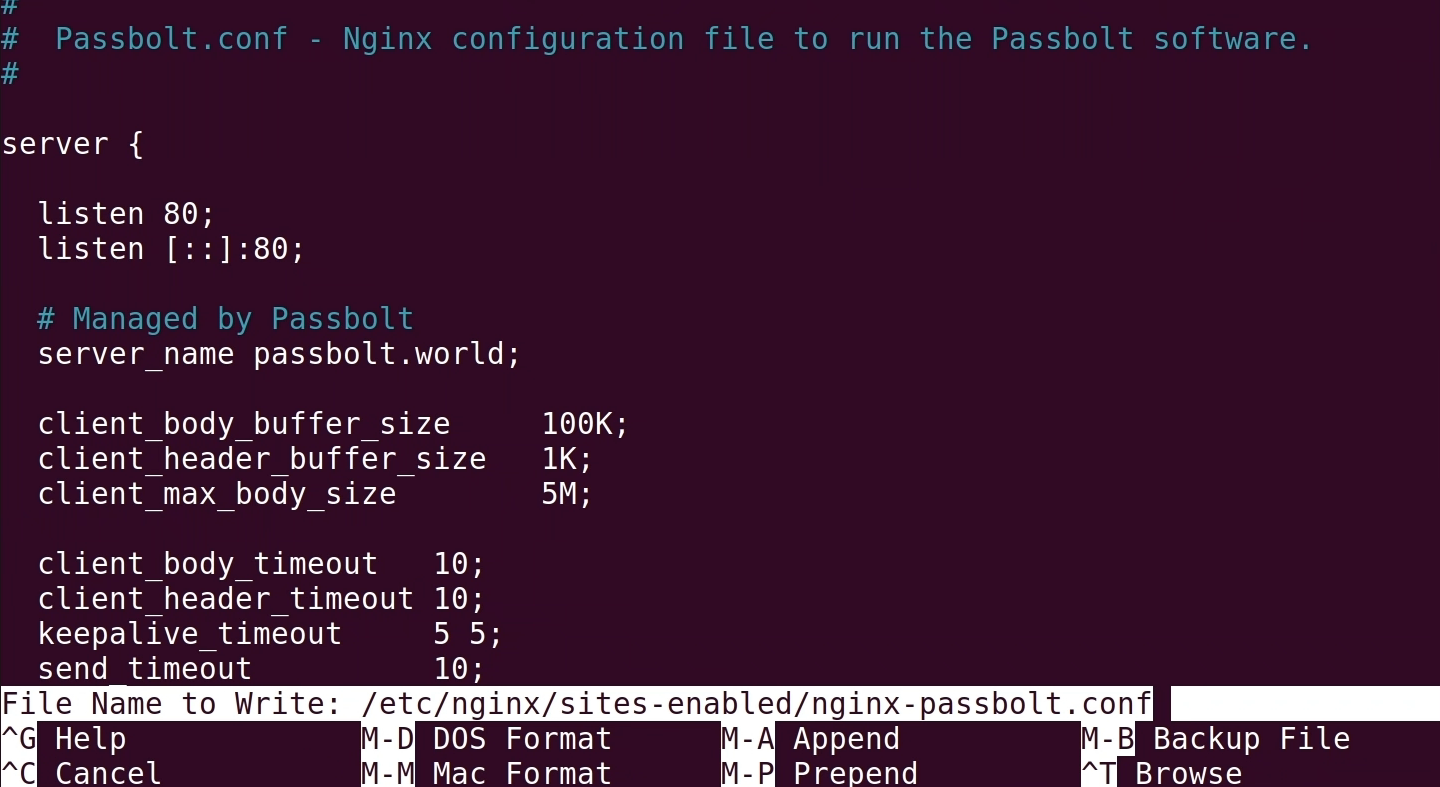 #
#  Passbolt.conf - Nginx configuration file to run the Passbolt software.
#
server {
  listen 80;
  listen [::]:80;
  # Managed by Passbolt
  server_name passbolt.world;
  client_body_buffer_size     100K;
  client_header_buffer_size   1K;
  client_max_body_size        5M;
  client_body_timeout   10;
  client_header_timeout 10;
  keepalive_timeout     5 5;
  send_timeout          10;
File Name to Write: /etc/nginx/sites-enabled/nginx-passbolt.conf
^G Help             M-D DOS Format      M-A Append          M-B Backup File
^C Cancel           M-M Mac Format      M-P Prepend         ^T Browse